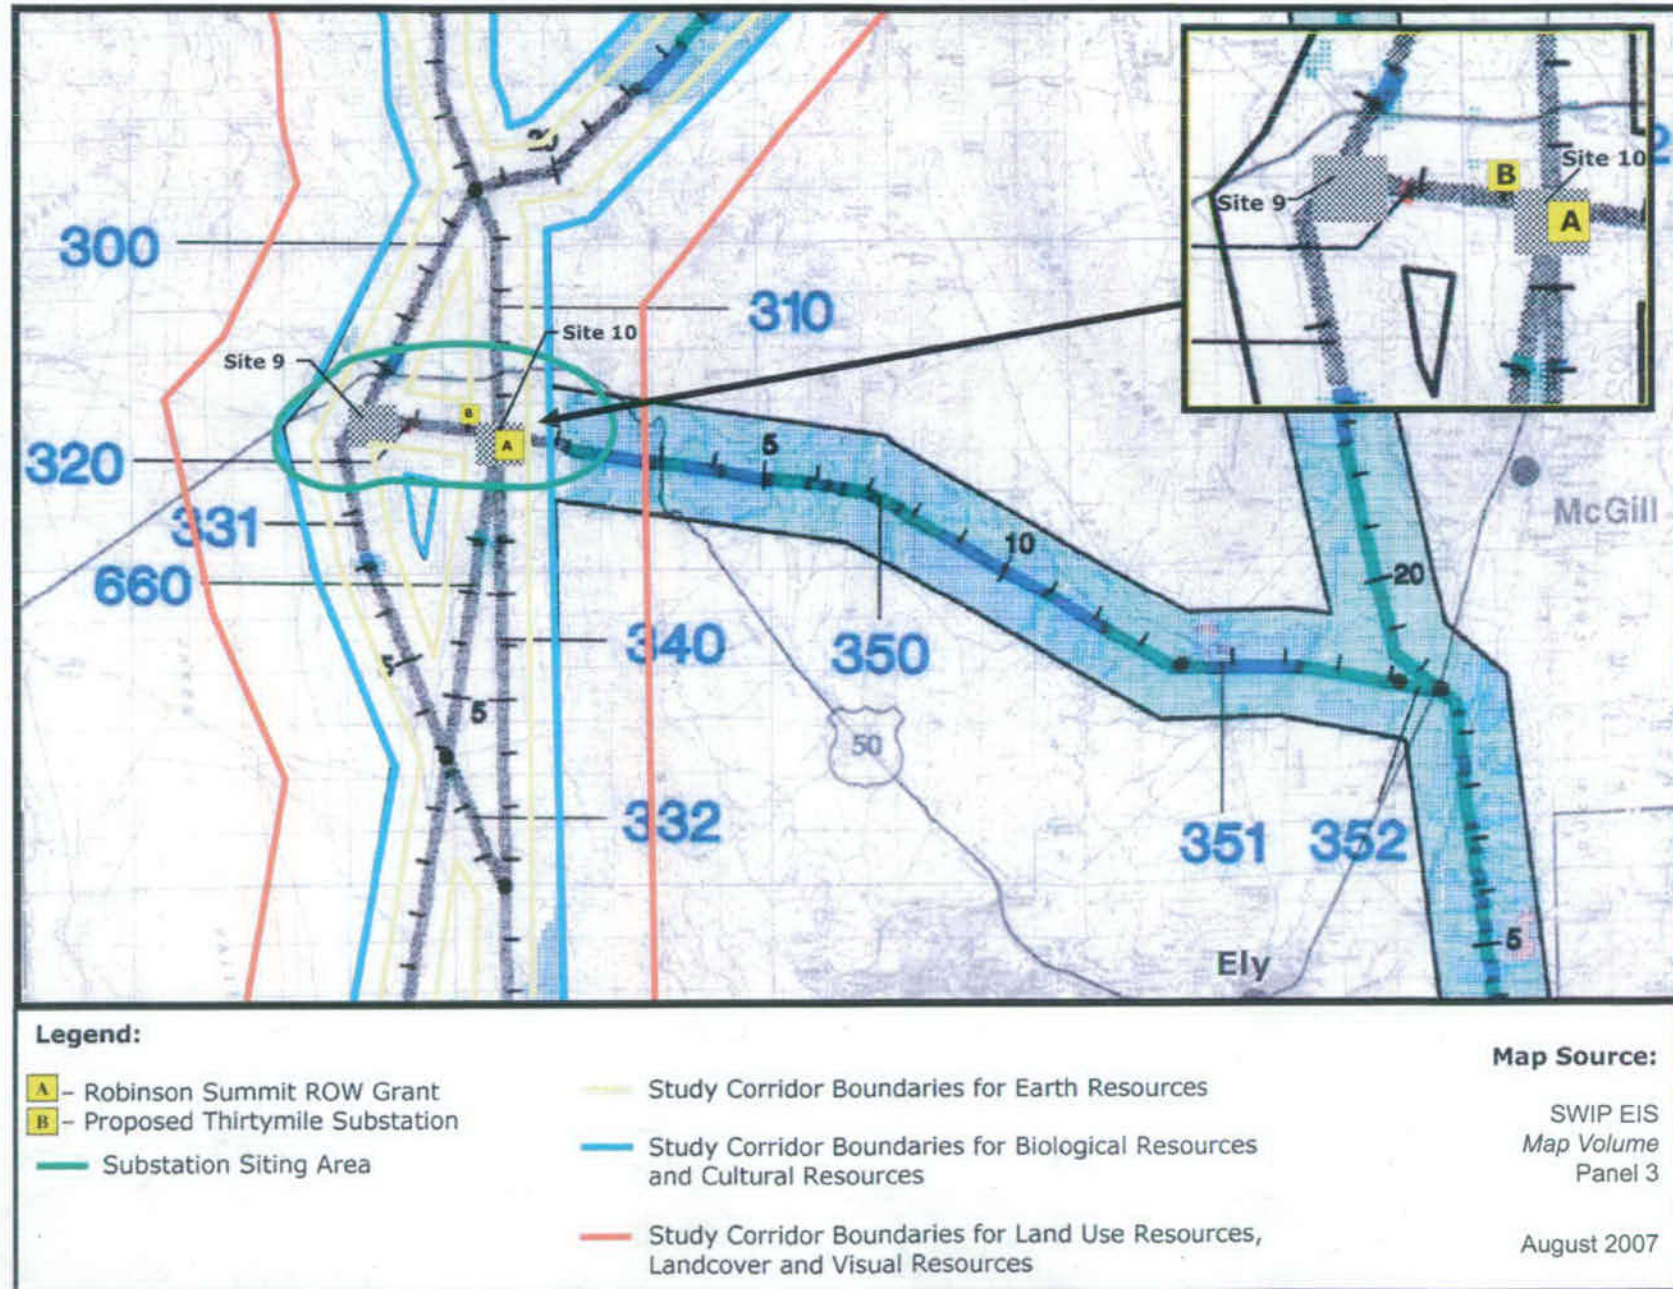 300
310
Site 9
Site 10
B
A
320
331
660
340
350
332
351
352
5
10
20
5
5
5
50
McGill
Ely
Site 9
Site 10
B
A
2
Legend:
A – Robinson Summit ROW Grant
B – Proposed Thirtymile Substation
Substation Siting Area
Study Corridor Boundaries for Earth Resources
Study Corridor Boundaries for Biological Resources
and Cultural Resources
Study Corridor Boundaries for Land Use Resources,
Landcover and Visual Resources
Map Source:
SWIP EIS
Map Volume
Panel 3
August 2007